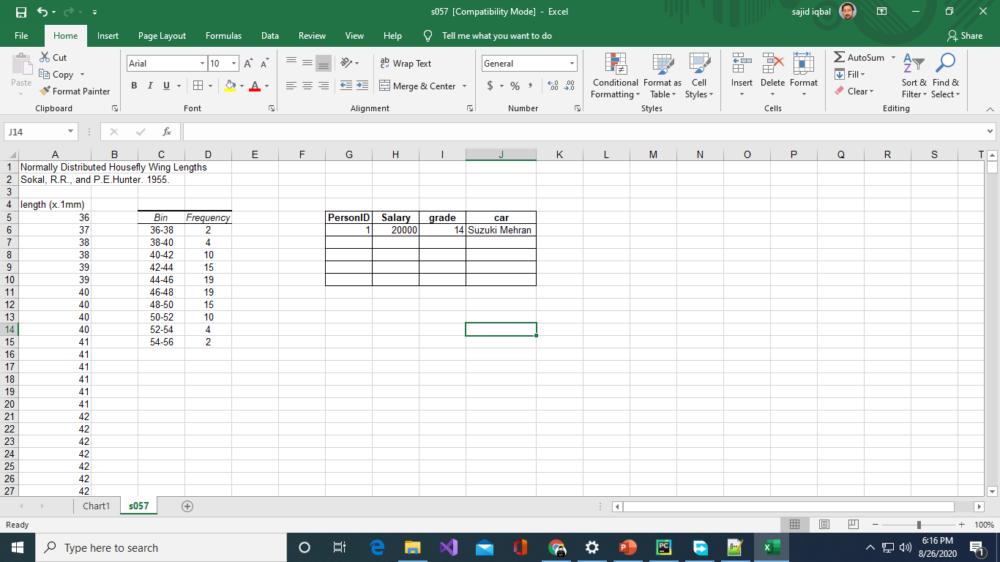 s057 [Compatibility Mode] - Excel
sajid iqbal
File Home Insert Page Layout Formulas Data Review View Help Tell me what you want to do Share
Paste
Cut
Copy
Format Painter
Clipboard
Arial 10
B I U
Font
Wrap Text
Merge & Center
Alignment
General
$ % ,
Number
Conditional Formatting
Format as Table
Cell Styles
Styles
Insert Delete Format
Cells
AutoSum
Fill
Clear
Sort & Filter
Find & Select
Editing
J14 fx
A B C D E F G H I J K L M N O P Q R S T
1 Normally Distributed Housefly Wing Lengths
2 Sokal, R.R., and P.E.Hunter. 1955.
3
4 length (x.1mm)
5 36 Bin Frequency PersonID Salary grade car
6 37 36-38 2 1 20000 14 Suzuki Mehran
7 38 38-40 4
8 38 40-42 10
9 39 42-44 15
10 39 44-46 19
11 40 46-48 19
12 40 48-50 15
13 40 50-52 10
14 40 52-54 4
15 41 54-56 2
16 41
17 41
18 41
19 41
20 41
21 42
22 42
23 42
24 42
25 42
26 42
27 42
Chart1 s057
Ready 100%
Type here to search
6:16 PM
8/26/2020